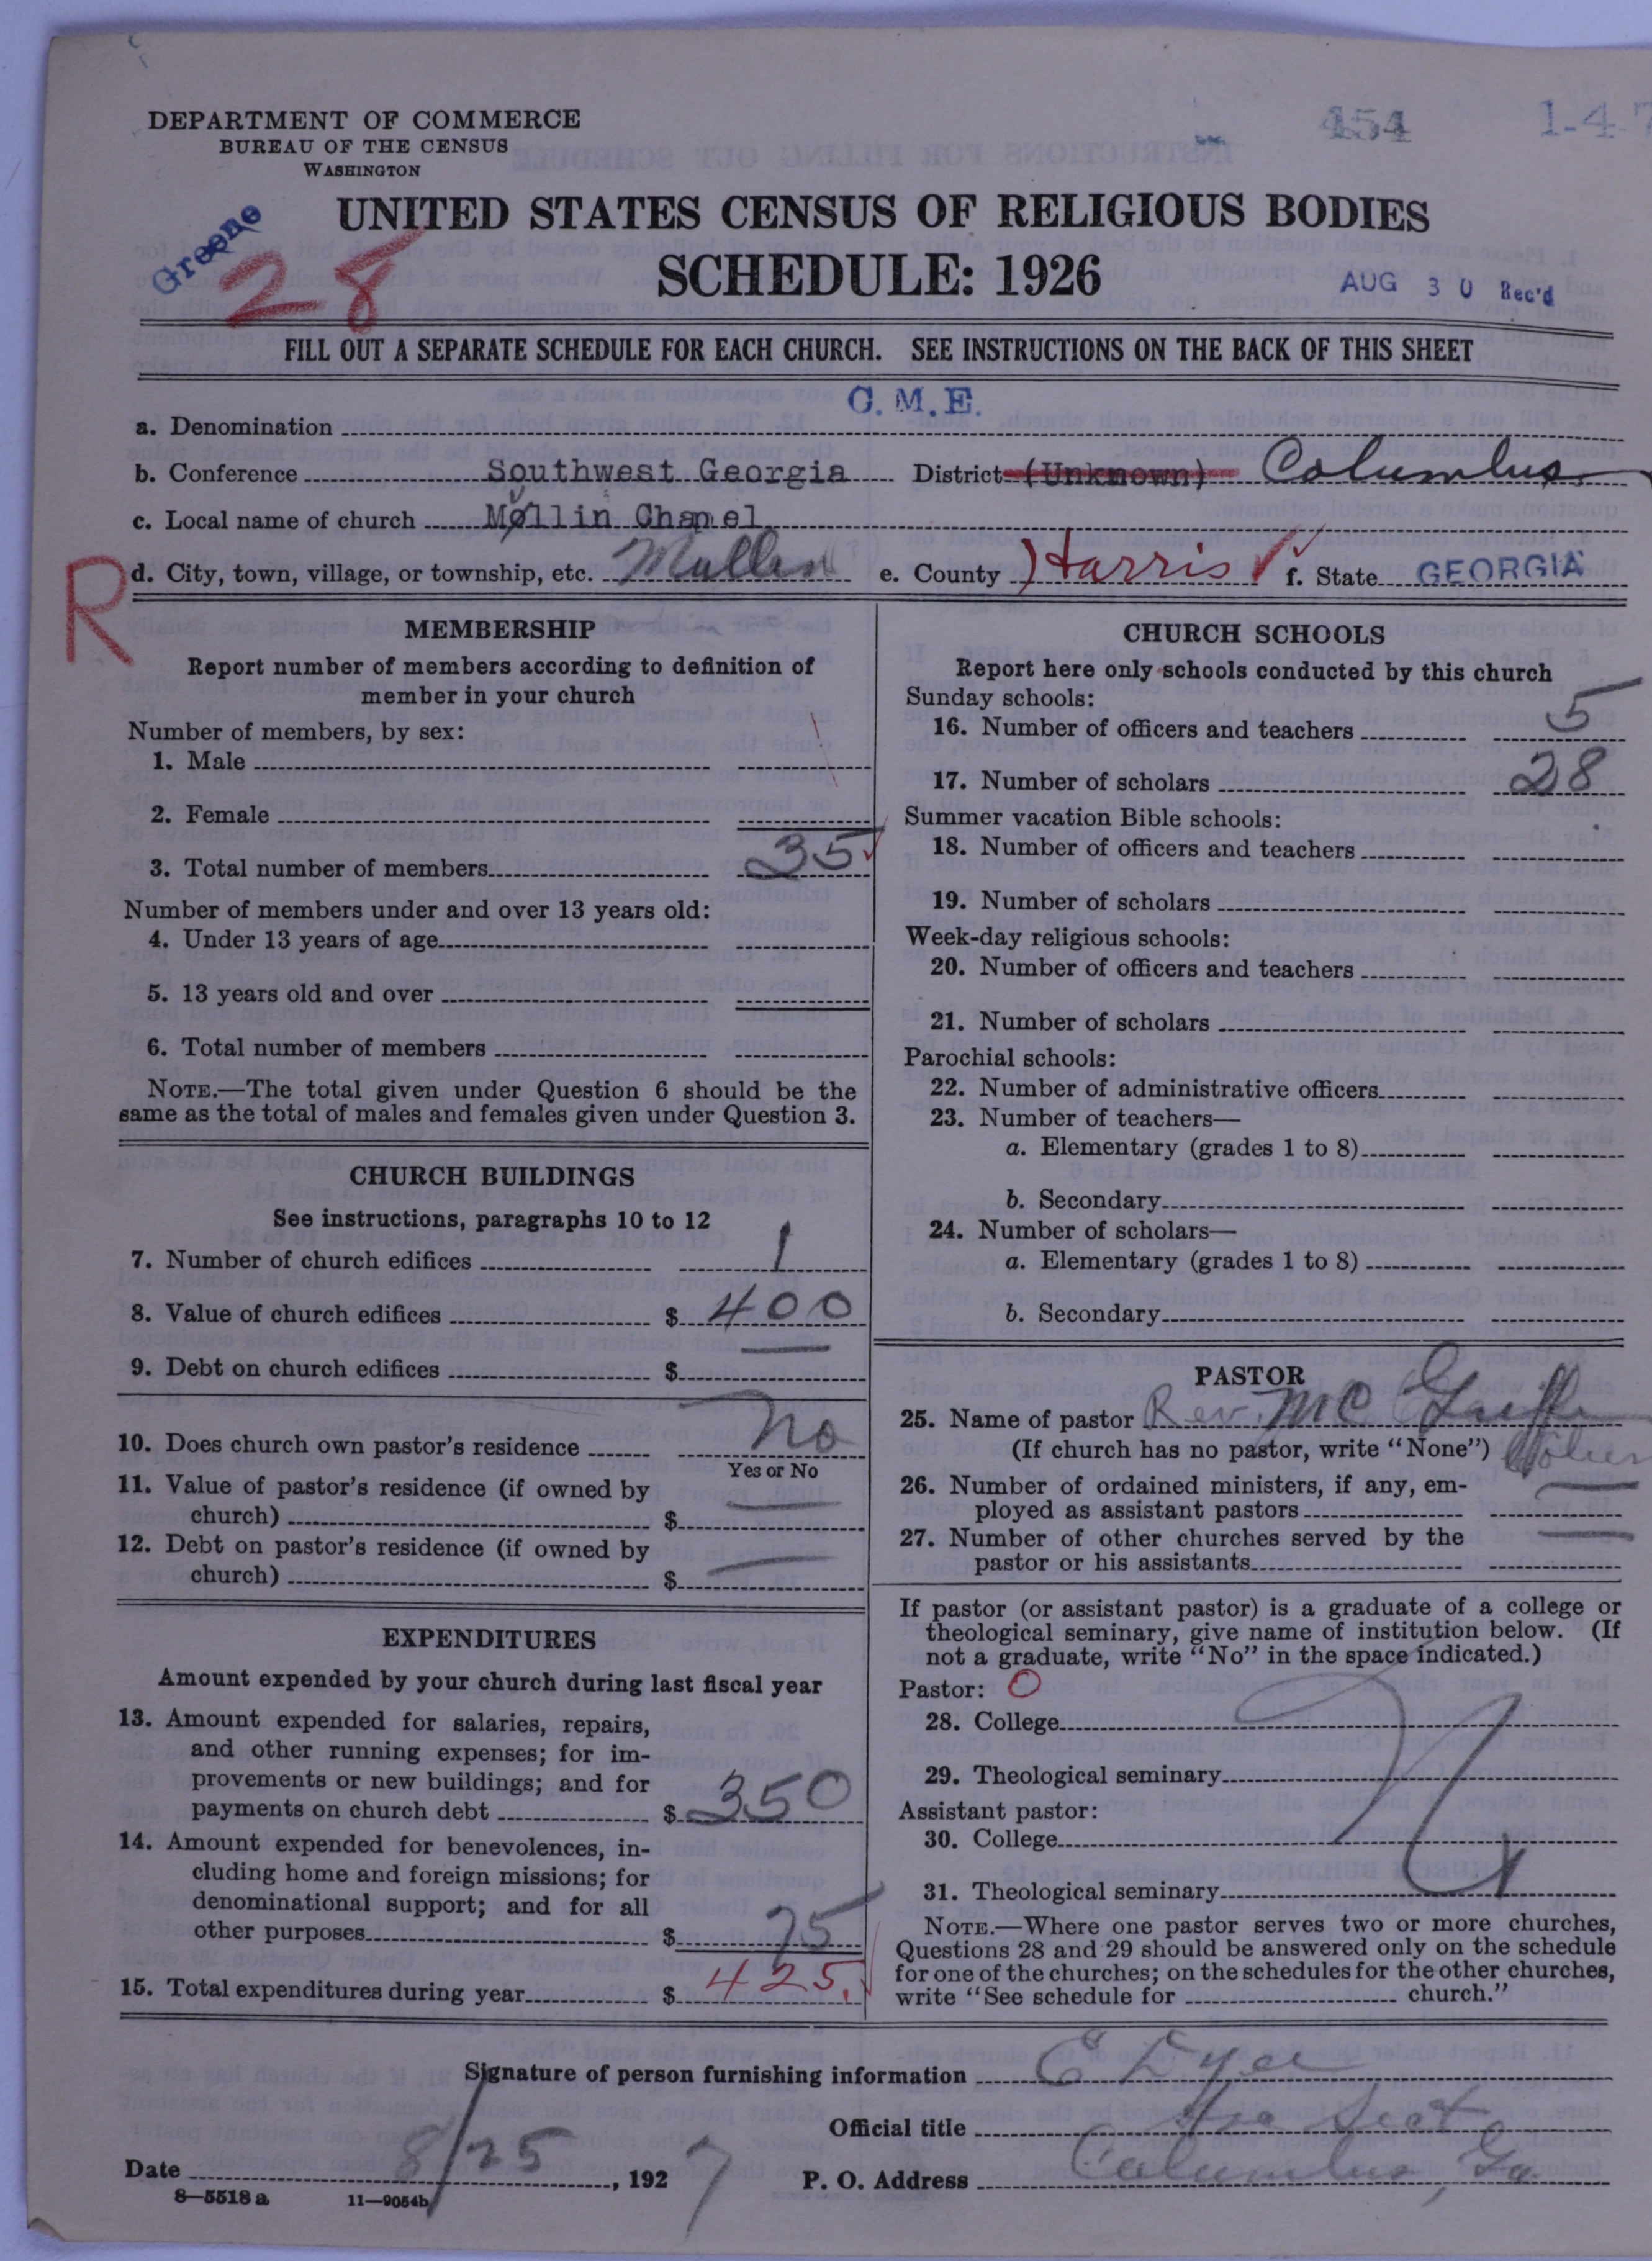 454 1-4-7
DEPARTMENT OF COMMERCE
BUREAU OF THE CENSUS
WASHINGTON
UNITED STATES CENSUS OF RELIGIOUS BODIES
Greene
28
SCHEDULE: 1926
AUG 30 Rec'd
FILL OUT A SEPARATE SCHEDULE FOR EACH CHURCH. SEE INSTRUCTIONS ON THE BACK OF THIS SHEET
a. Denomination C. M. E.
b. Conference Southwest Georgia District (Unknown) Columbus
c. Local name of church Mollin Chapel
R
d. City, town, village, or township, etc. Mullen e. County Harris f. State GEORGIA
MEMBERSHIP
Report number of members according to definition of
member in your church
Number of members, by sex:
1. Male
2. Female
3. Total number of members 35
Number of members under and over 13 years old:
4. Under 13 years of age
5. 13 years old and over
6. Total number of members
NOTE.—The total given under Question 6 should be the
same as the total of males and females given under Question 3.
CHURCH BUILDINGS
See instructions, paragraphs 10 to 12
7. Number of church edifices 1
8. Value of church edifices $ 400
9. Debt on church edifices $
10. Does church own pastor's residence No
Yes or No
11. Value of pastor's residence (if owned by
church) $
12. Debt on pastor's residence (if owned by
church) $
EXPENDITURES
Amount expended by your church during last fiscal year
13. Amount expended for salaries, repairs,
and other running expenses; for im-
provements or new buildings; and for
payments on church debt $ 350
14. Amount expended for benevolences, in-
cluding home and foreign missions; for
denominational support; and for all
other purposes $ 75
15. Total expenditures during year $ 425.
CHURCH SCHOOLS
Report here only schools conducted by this church
Sunday schools:
16. Number of officers and teachers 5
17. Number of scholars 28
Summer vacation Bible schools:
18. Number of officers and teachers
19. Number of scholars
Week-day religious schools:
20. Number of officers and teachers
21. Number of scholars
Parochial schools:
22. Number of administrative officers
23. Number of teachers—
a. Elementary (grades 1 to 8)
b. Secondary
24. Number of scholars—
a. Elementary (grades 1 to 8)
b. Secondary
PASTOR
25. Name of pastor Rev. MC
(If church has no pastor, write "None")
26. Number of ordained ministers, if any, em-
ployed as assistant pastors
27. Number of other churches served by the
pastor or his assistants
If pastor (or assistant pastor) is a graduate of a college or
theological seminary, give name of institution below. (If
not a graduate, write "No" in the space indicated.)
Pastor: O
28. College
29. Theological seminary
Assistant pastor:
30. College
31. Theological seminary
NOTE.—Where one pastor serves two or more churches,
Questions 28 and 29 should be answered only on the schedule
for one of the churches; on the schedules for the other churches,
write "See schedule for church."
Signature of person furnishing information
Official title
Date 8/25, 1927 P. O. Address Columbus, Ga
8—5518 a 11—9054b